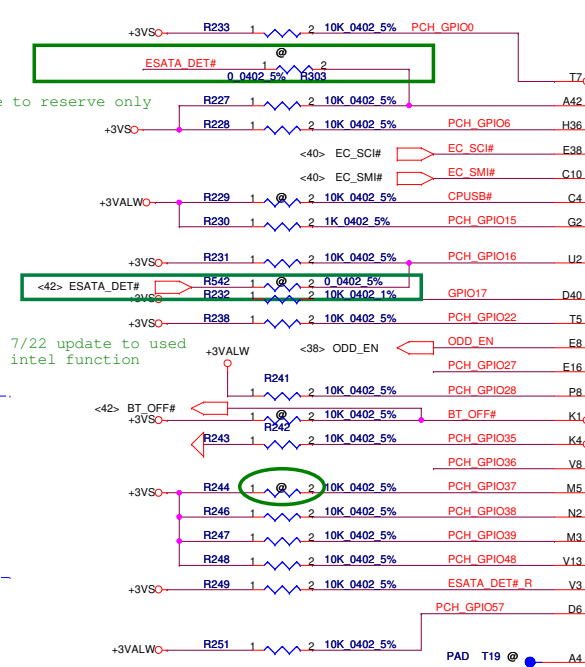 +3VS R233 1 2 10K_0402_5% PCH_GPIO0
@
ESATA_DET# 1 2
0_0402_5% R303
T7
e to reserve only
R227 1 2 10K_0402_5% A42
+3VS R228 1 2 10K_0402_5% PCH_GPIO6 H36
<40> EC_SCI# EC_SCI# E38
<40> EC_SMI# EC_SMI# C10
+3VALW R229 1 @ 2 10K_0402_5% CPUSB# C4
R230 1 2 1K_0402_5% PCH_GPIO15 G2
+3VS R231 1 2 10K_0402_5% PCH_GPIO16 U2
<42> ESATA_DET# R542 1 @ 2 0_0402_5%
+3VS R232 1 2 10K_0402_1% GPIO17 D40
+3VS R238 1 2 10K_0402_5% PCH_GPIO22 T5
7/22 update to used
intel function
+3VALW <38> ODD_EN ODD_EN E8
PCH_GPIO27 E16
R241
1 2 10K_0402_5% PCH_GPIO28 P8
<42> BT_OFF#
+3VS 1 @ 2 10K_0402_5% BT_OFF# K1
R242
R243 1 2 10K_0402_5% PCH_GPIO35 K4
PCH_GPIO36 V8
+3VS R244 1 @ 2 10K_0402_5% PCH_GPIO37 M5
R246 1 2 10K_0402_5% PCH_GPIO38 N2
R247 1 2 10K_0402_5% PCH_GPIO39 M3
R248 1 2 10K_0402_5% PCH_GPIO48 V13
+3VS R249 1 2 10K_0402_5% ESATA_DET#_R V3
PCH_GPIO57 D6
+3VALW R251 1 2 10K_0402_5%
PAD T19 @ A4